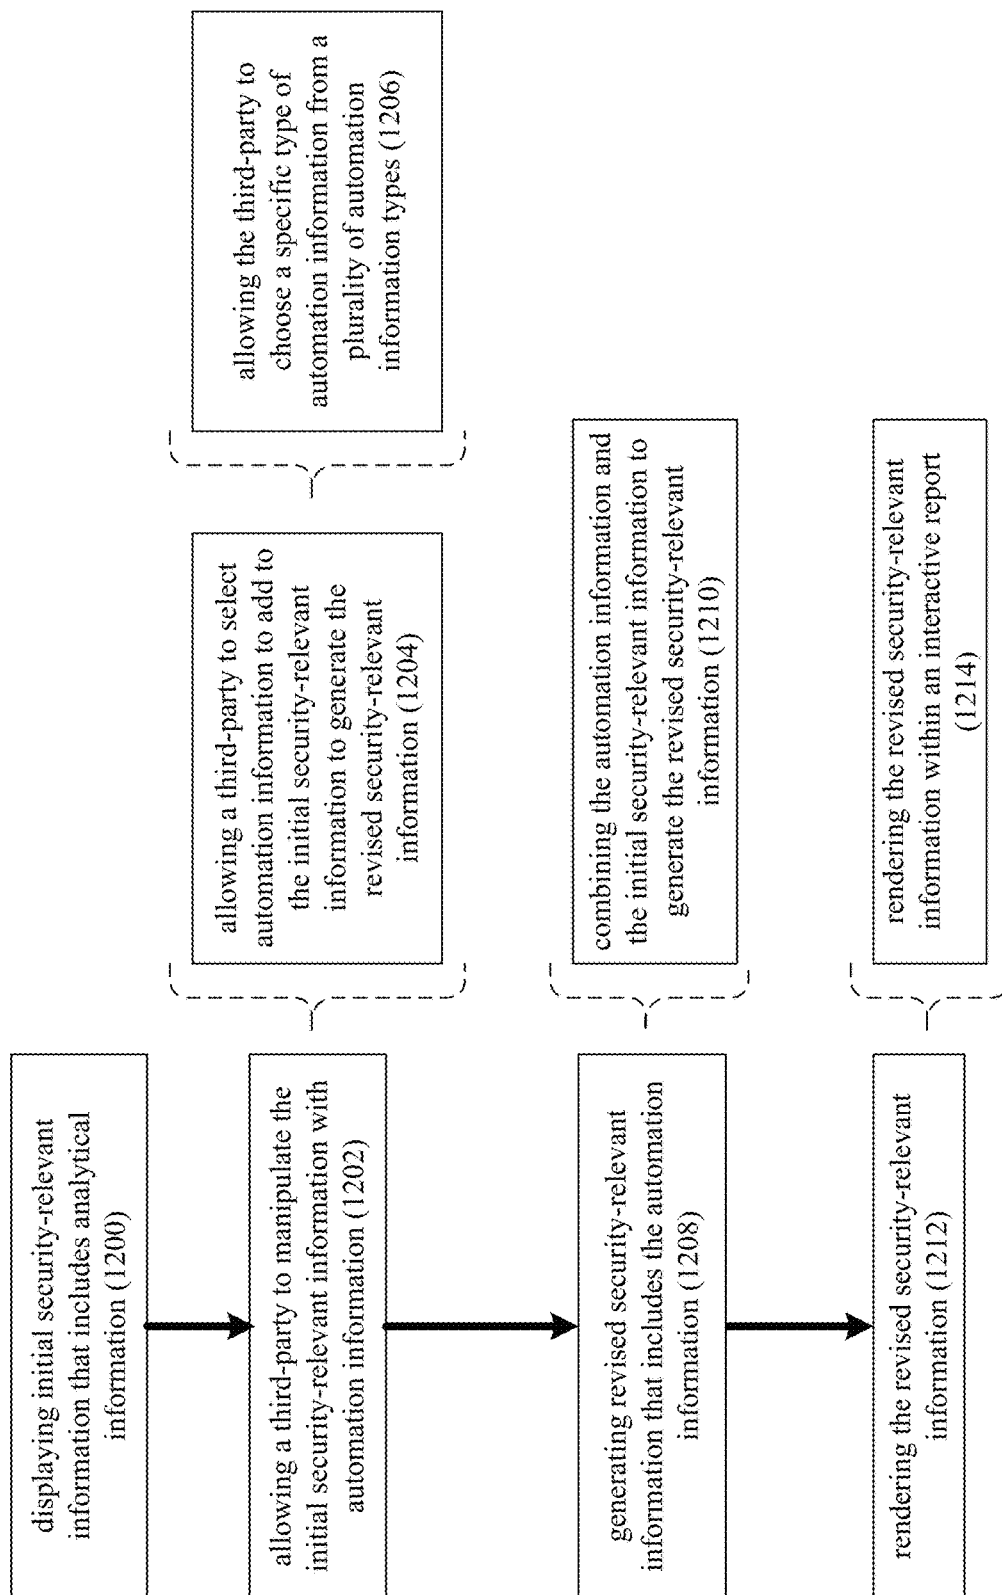 displaying initial security-relevant
information that includes analytical
information (1200)
allowing a third-party to manipulate the
initial security-relevant information with
automation information (1202)
allowing a third-party to select
automation information to add to
the initial security-relevant
information to generate the
revised security-relevant
information (1204)
allowing the third-party to
choose a specific type of
automation information from a
plurality of automation
information types (1206)
generating revised security-relevant
information that includes the automation
information (1208)
combining the automation information and
the initial security-relevant information to
generate the revised security-relevant
information (1210)
rendering the revised security-relevant
information (1212)
rendering the revised security-relevant
information within an interactive report
(1214)